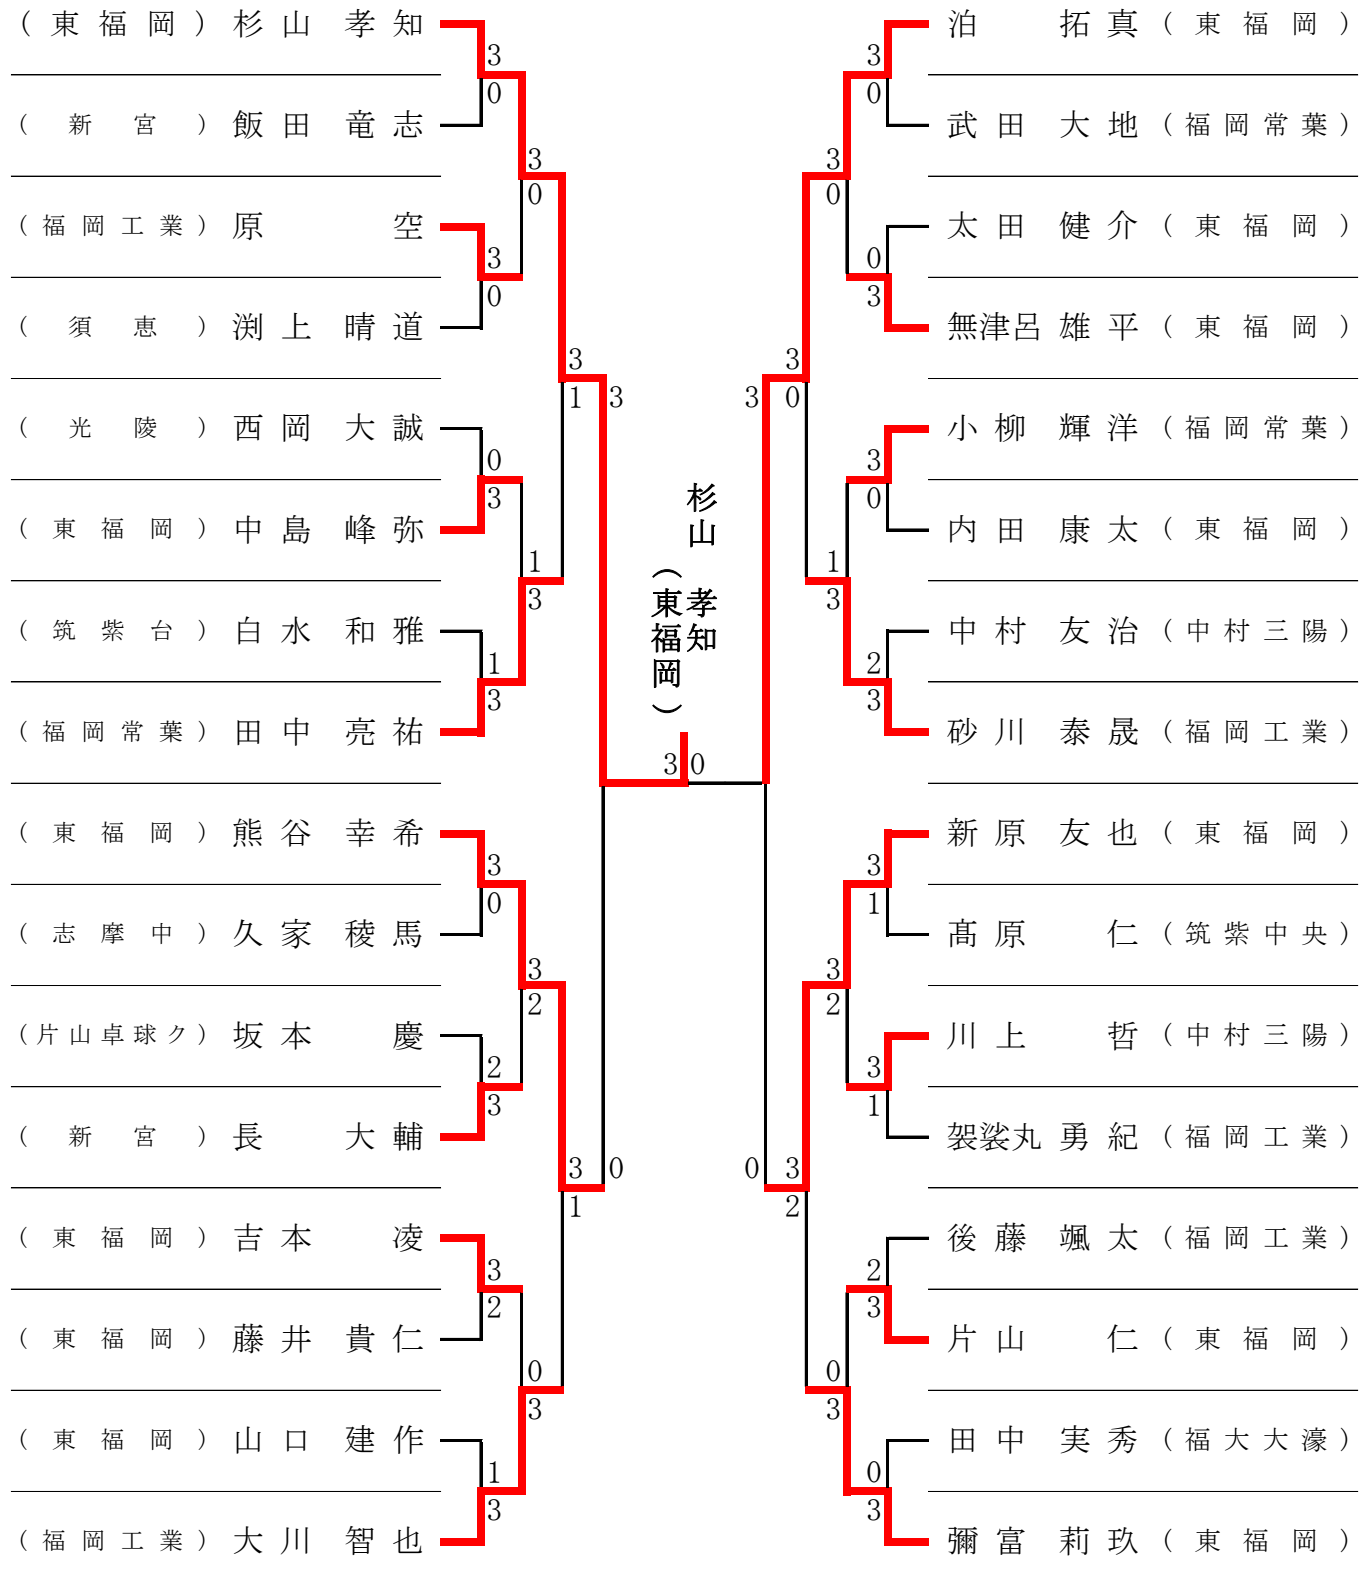 (東福岡) 杉山 孝知
3
0
(新宮) 飯田 竜志
3
0
(福岡工業) 原 空
3
0
(須恵) 渕上 晴道
3
1
3
(光陵) 西岡 大誠
0
3
(東福岡) 中島 峰弥
1
3
(筑紫台) 白水 和雅
1
3
(福岡常葉) 田中 亮祐
(東福岡) 熊谷 幸希
3
0
(志摩中) 久家 稜馬
3
2
(片山卓球ク) 坂本 慶
2
3
(新宮) 長 大輔
3
1
0
(東福岡) 吉本 凌
3
2
(東福岡) 藤井 貴仁
0
3
(東福岡) 山口 建作
1
3
(福岡工業) 大川 智也
杉山 孝知
(東福岡)
3 0
泊 拓真 (東福岡)
3
0
武田 大地 (福岡常葉)
3
0
太田 健介 (東福岡)
0
3
無津呂 雄平 (東福岡)
3
0
3
小柳 輝洋 (福岡常葉)
3
0
内田 康太 (東福岡)
1
3
中村 友治 (中村三陽)
2
3
砂川 泰晟 (福岡工業)
新原 友也 (東福岡)
3
1
髙原 仁 (筑紫中央)
3
2
川上 哲 (中村三陽)
3
1
袈裟丸 勇紀 (福岡工業)
0
3
2
後藤 颯太 (福岡工業)
2
3
片山 仁 (東福岡)
0
3
田中 実秀 (福大大濠)
0
3
彌富 莉玖 (東福岡)